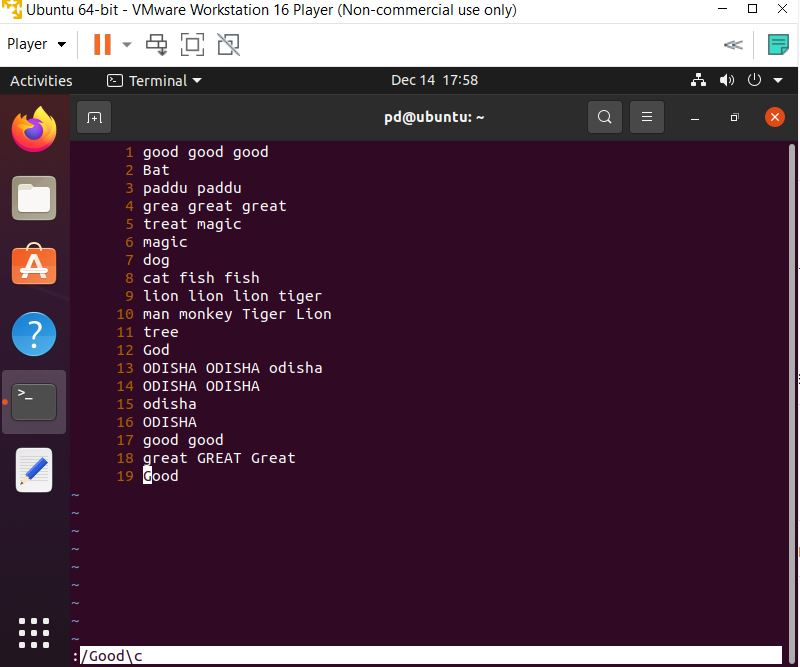 Ubuntu 64-bit - VMware Workstation 16 Player (Non-commercial use only)
Player
Activities Terminal Dec 14 17:58
pd@ubuntu: ~
1 good good good
2 Bat
3 paddu paddu
4 grea great great
5 treat magic
6 magic
7 dog
8 cat fish fish
9 lion lion lion tiger
10 man monkey Tiger Lion
11 tree
12 God
13 ODISHA ODISHA odisha
14 ODISHA ODISHA
15 odisha
16 ODISHA
17 good good
18 great GREAT Great
19 Good
~
~
~
~
~
~
~
~
~
:/Good\c